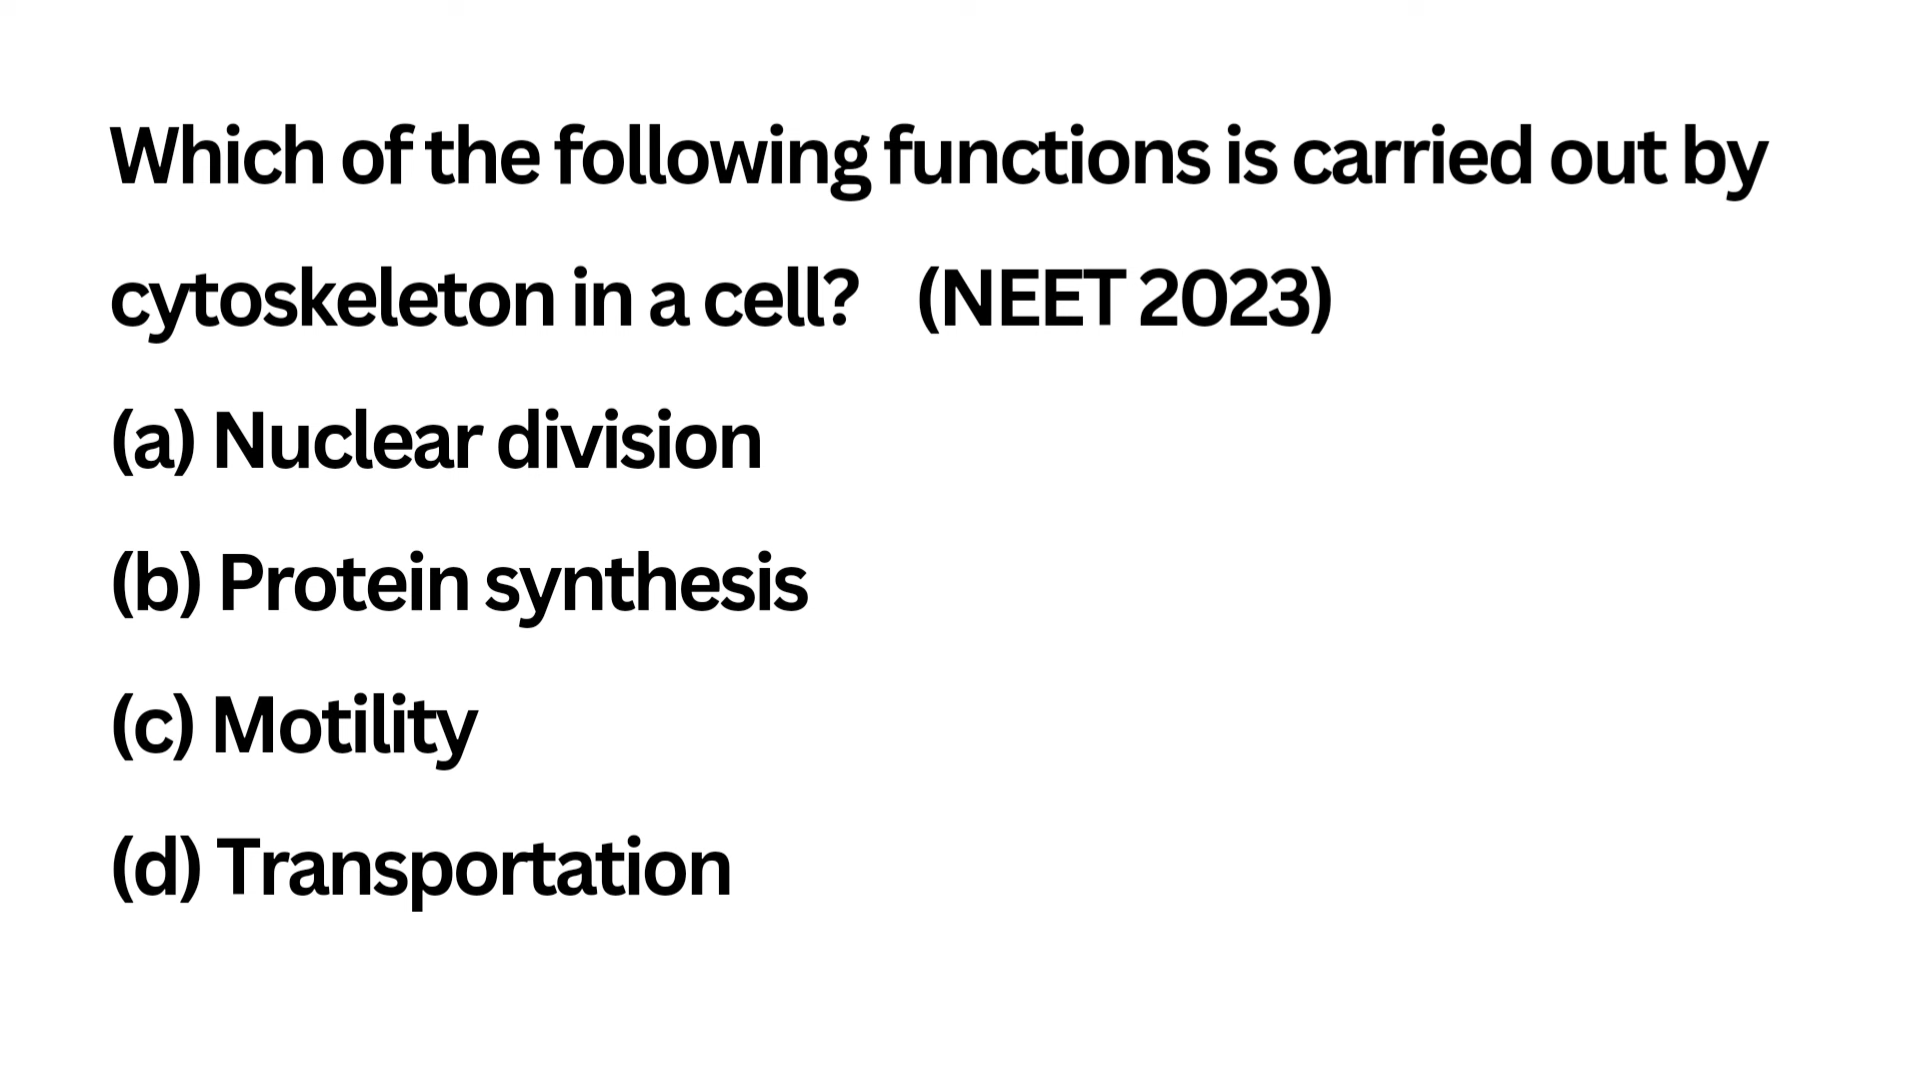 Which of the following functions is carried out by
cytoskeleton in a cell? (NEET 2023)
(a) Nuclear division
(b) Protein synthesis
(c) Motility
(d) Transportation